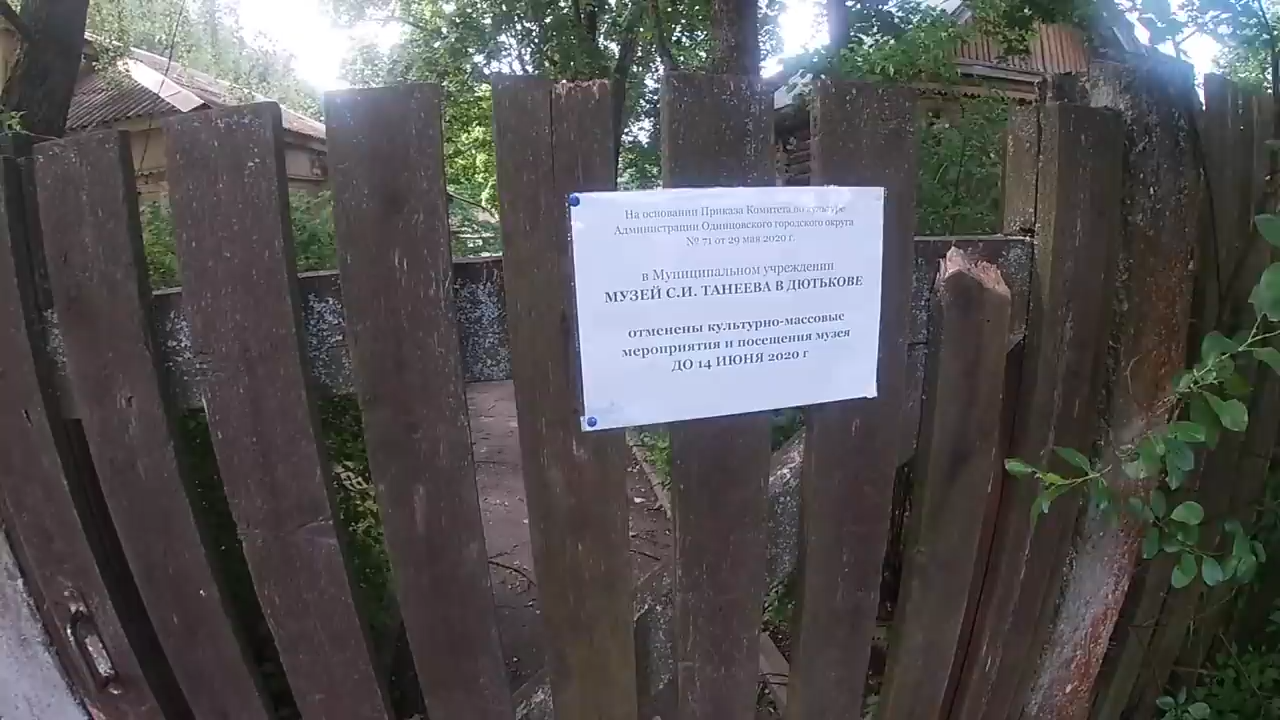 На основании Приказа Комитета по культуре
Администрации Одинцовского городского округа
№ 71 от 29 мая 2020 г.
в Муниципальном учреждении
МУЗЕЙ С.И. ТАНЕЕВА В ДЮТЬКОВЕ
отменены культурно-массовые
мероприятия и посещения музея
ДО 14 ИЮНЯ 2020 г